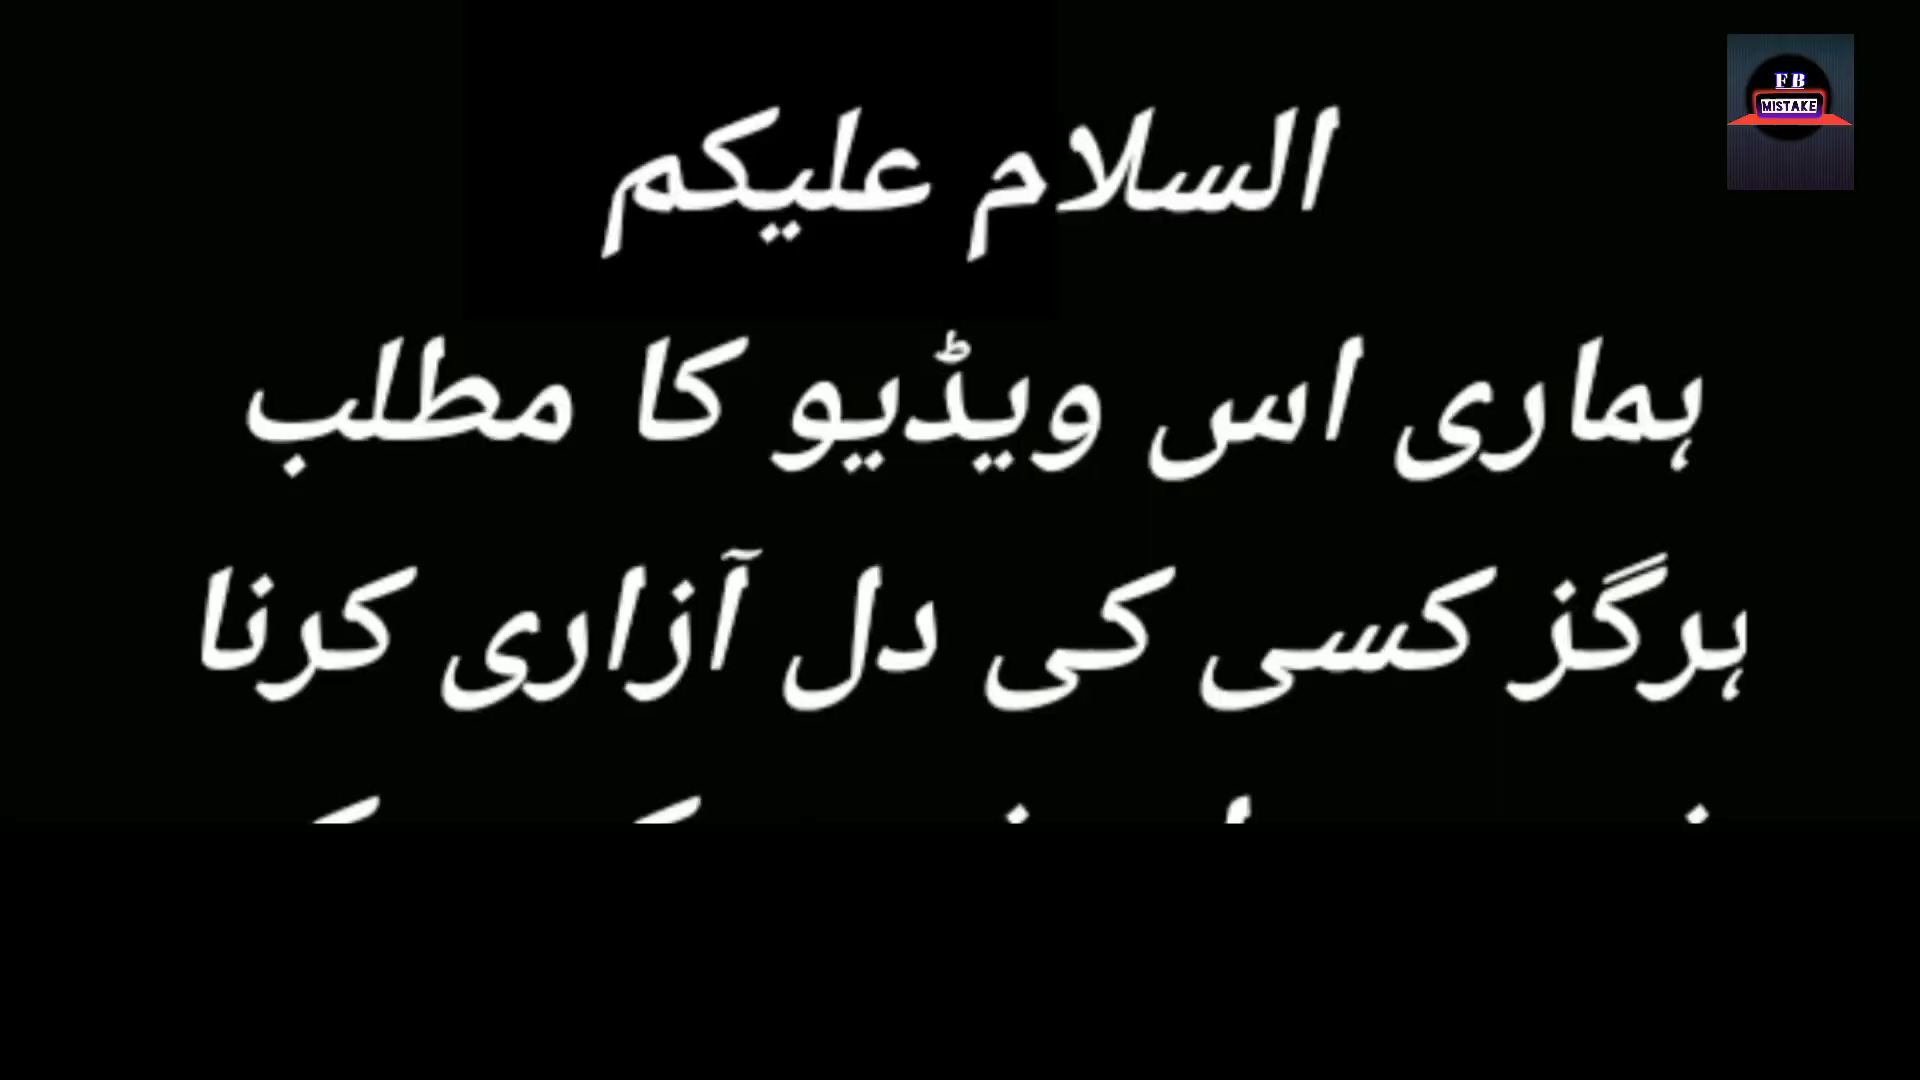 السلام علیکم
ہماری اس ویڈیو کا مطلب
ہرگز کسی کی دل آزاری کرنا
FB
MISTAKE